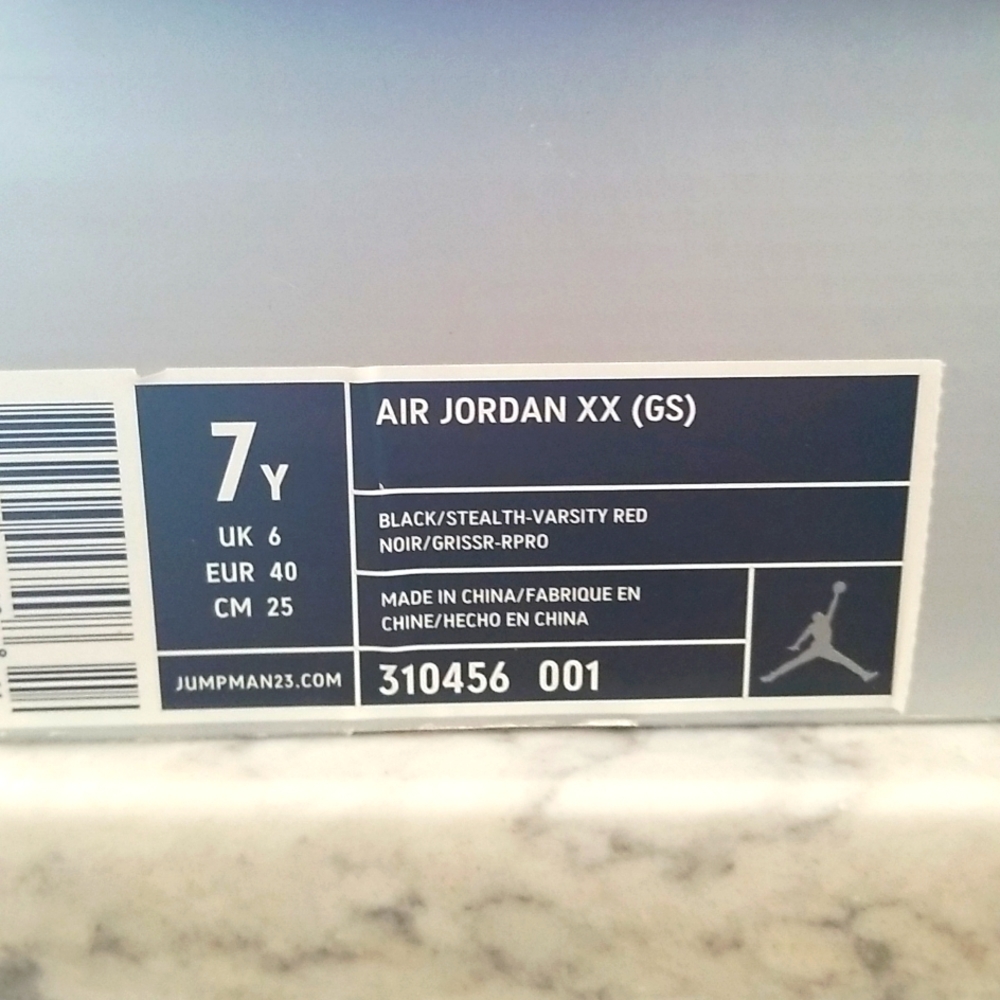 7Y
UK 6
EUR 40
CM 25
JUMPMAN23.COM
AIR JORDAN XX (GS)
BLACK/STEALTH-VARSITY RED
NOIR/GRISSR-RPRO
MADE IN CHINA/FABRIQUE EN
CHINE/HECHO EN CHINA
310456 001